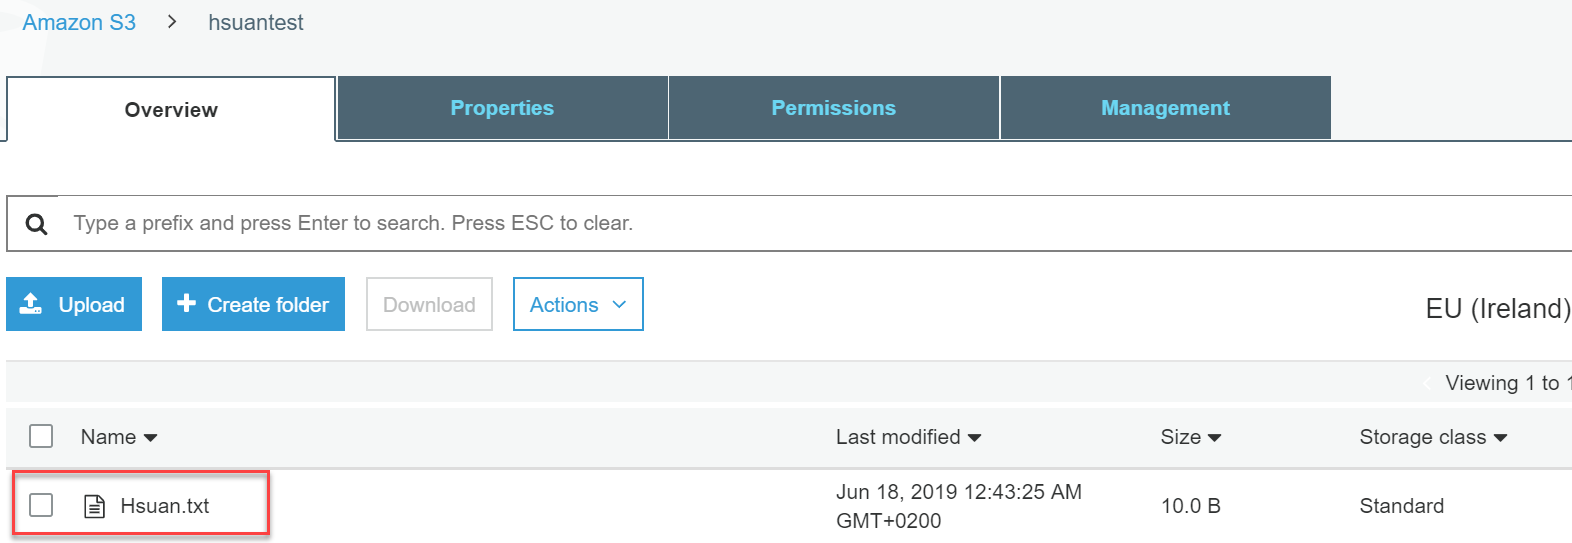 Amazon S3 > hsuantest
Overview Properties Permissions Management
Type a prefix and press Enter to search. Press ESC to clear.
Upload Create folder Download Actions EU (Ireland)
Viewing 1 to 1
Name Last modified Size Storage class
Hsuan.txt Jun 18, 2019 12:43:25 AM 10.0 B Standard
GMT+0200